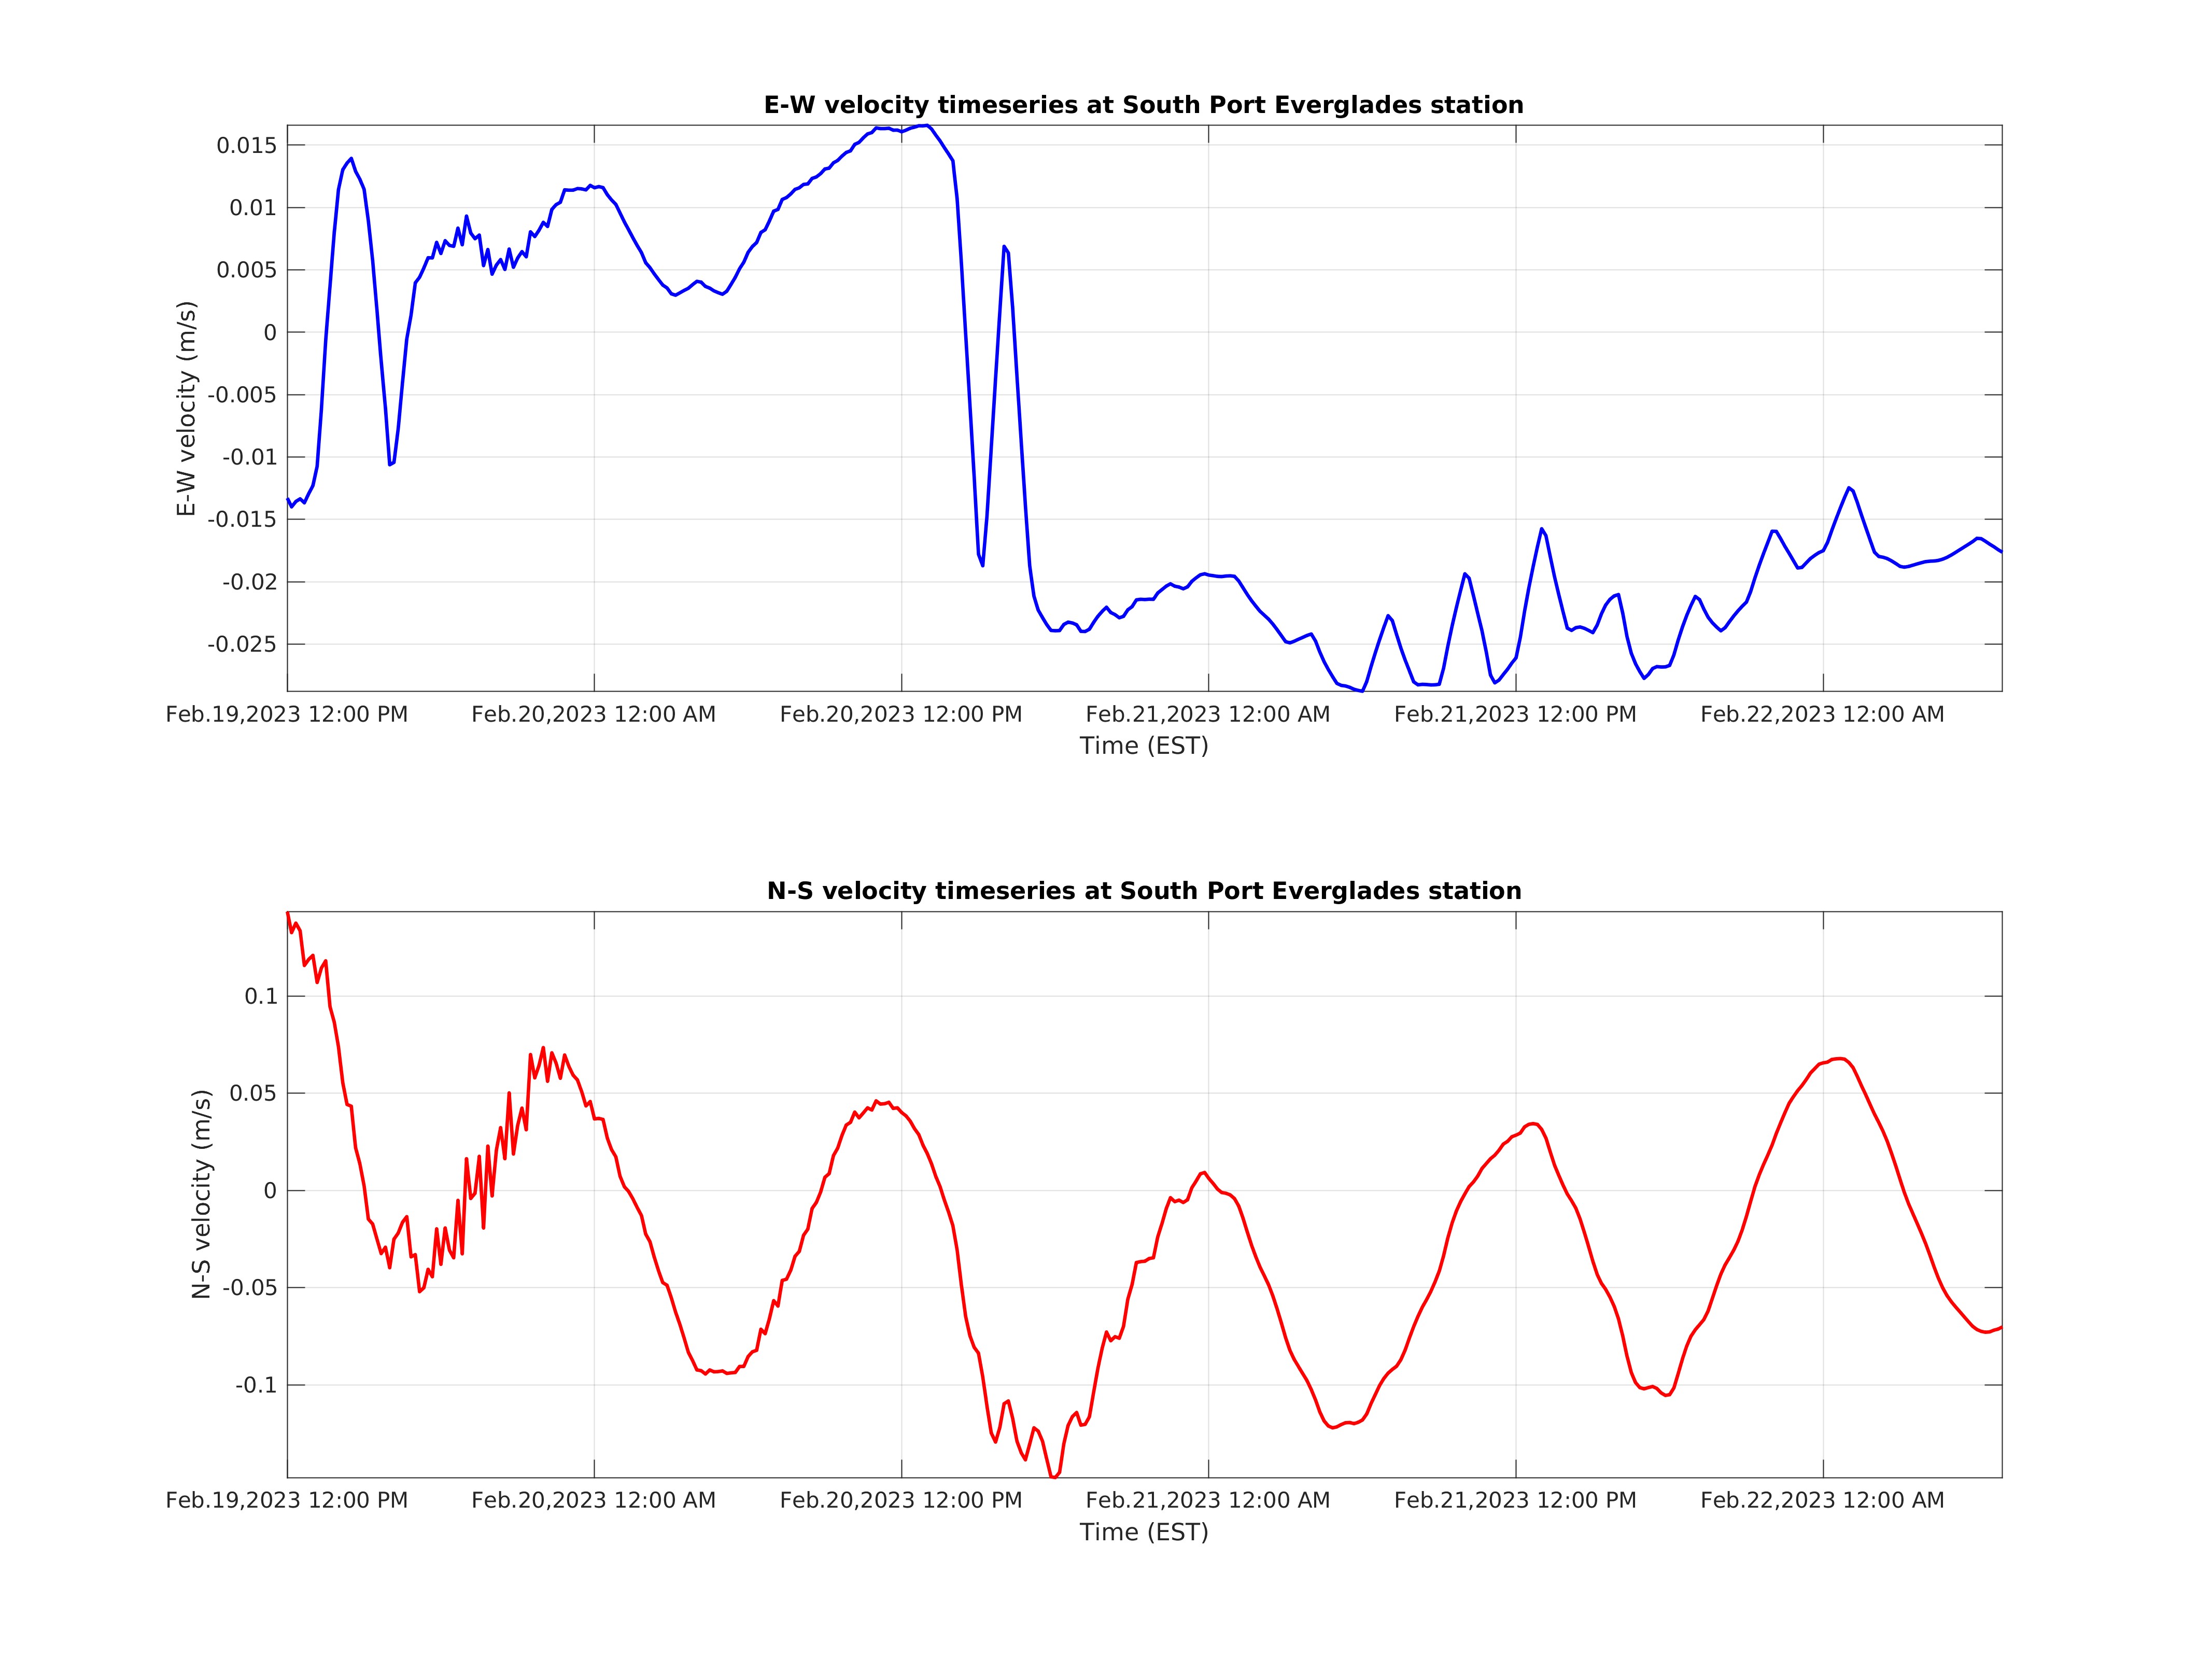 E-W velocity timeseries at South Port Everglades station
0.015
0.01
0.005
0
-0.005
-0.01
-0.015
-0.02
-0.025
E-W velocity (m/s)
Feb.19,2023 12:00 PM Feb.20,2023 12:00 AM Feb.20,2023 12:00 PM Feb.21,2023 12:00 AM Feb.21,2023 12:00 PM Feb.22,2023 12:00 AM
Time (EST)
N-S velocity timeseries at South Port Everglades station
0.1
0.05
0
-0.05
-0.1
N-S velocity (m/s)
Feb.19,2023 12:00 PM Feb.20,2023 12:00 AM Feb.20,2023 12:00 PM Feb.21,2023 12:00 AM Feb.21,2023 12:00 PM Feb.22,2023 12:00 AM
Time (EST)